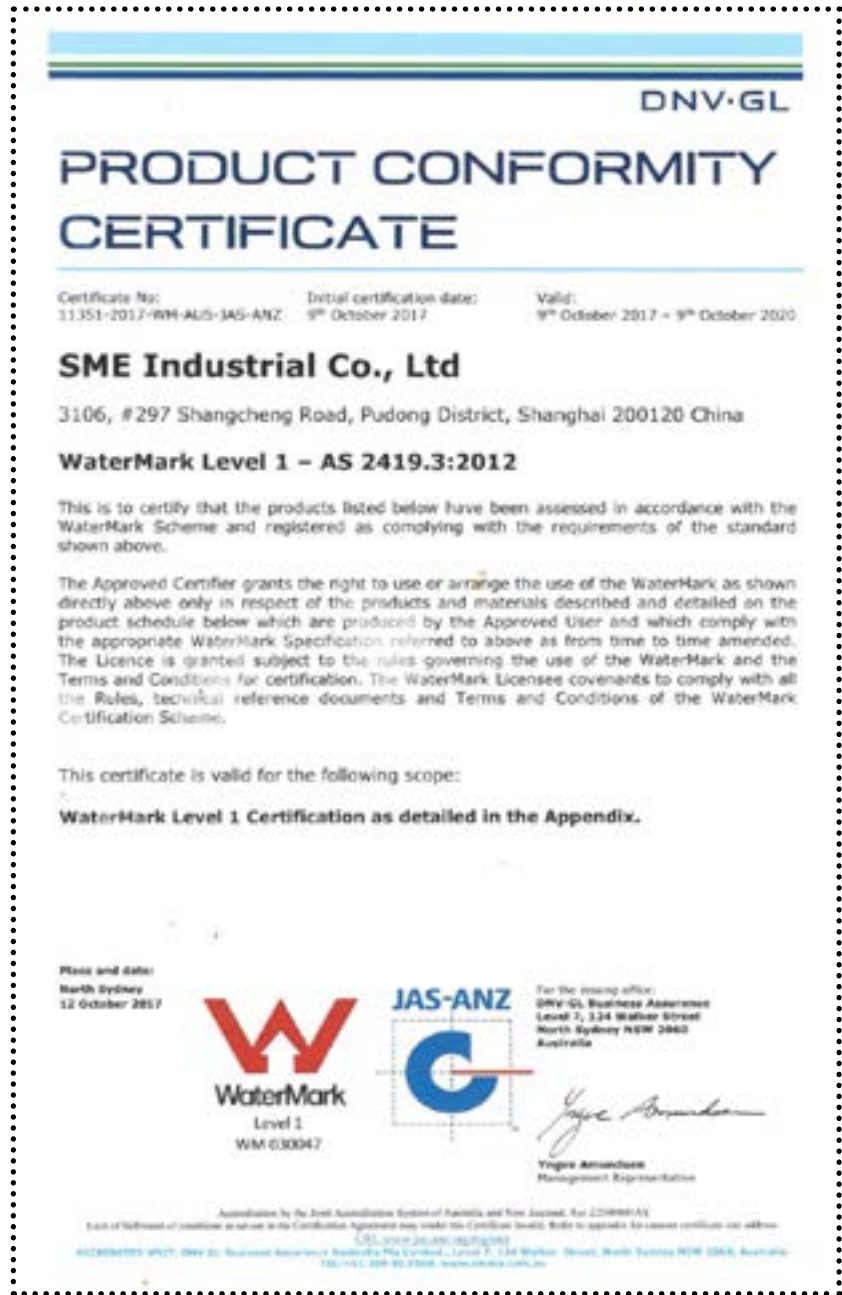 DNV·GL
PRODUCT CONFORMITY
CERTIFICATE
Certificate No: Initial certification date: Valid:
11351-2017-WM-AUS-JAS-ANZ 9th October 2017 9th October 2017 – 9th October 2020
SME Industrial Co., Ltd
3106, #297 Shangcheng Road, Pudong District, Shanghai 200120 China
WaterMark Level 1 – AS 2419.3:2012
This is to certify that the products listed below have been assessed in accordance with the
WaterMark Scheme and registered as complying with the requirements of the standard
shown above.
The Approved Certifier grants the right to use or arrange the use of the WaterMark as shown
directly above only in respect of the products and materials described and detailed on the
product schedule below which are produced by the Approved User and which comply with
the appropriate WaterMark Specification referred to above as from time to time amended.
The Licence is granted subject to the rules governing the use of the WaterMark and the
Terms and Conditions for certification. The WaterMark Licensee covenants to comply with all
the Rules, technical reference documents and Terms and Conditions of the WaterMark
Certification Scheme.
This certificate is valid for the following scope:
WaterMark Level 1 Certification as detailed in the Appendix.
Place and date:
North Sydney
12 October 2017
WaterMark
Level 1
WM 030047
JAS-ANZ
For the issuing office:
DNV GL Business Assurance
Level 7, 124 Walker Street
North Sydney NSW 2060
Australia
Yngve Amundsen
Management Representative
Accreditation by the Joint Accreditation System of Australia and New Zealand,